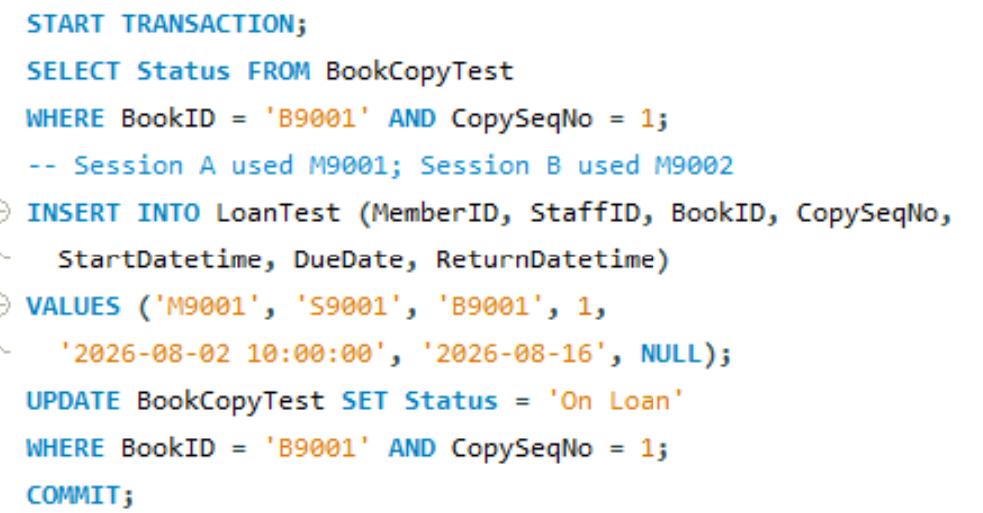 START TRANSACTION;
SELECT Status FROM BookCopyTest
WHERE BookID = 'B9001' AND CopySeqNo = 1;
-- Session A used M9001; Session B used M9002
INSERT INTO LoanTest (MemberID, StaffID, BookID, CopySeqNo,
StartDatetime, DueDate, ReturnDatetime)
VALUES ('M9001', 'S9001', 'B9001', 1,
'2026-08-02 10:00:00', '2026-08-16', NULL);
UPDATE BookCopyTest SET Status = 'On Loan'
WHERE BookID = 'B9001' AND CopySeqNo = 1;
COMMIT;